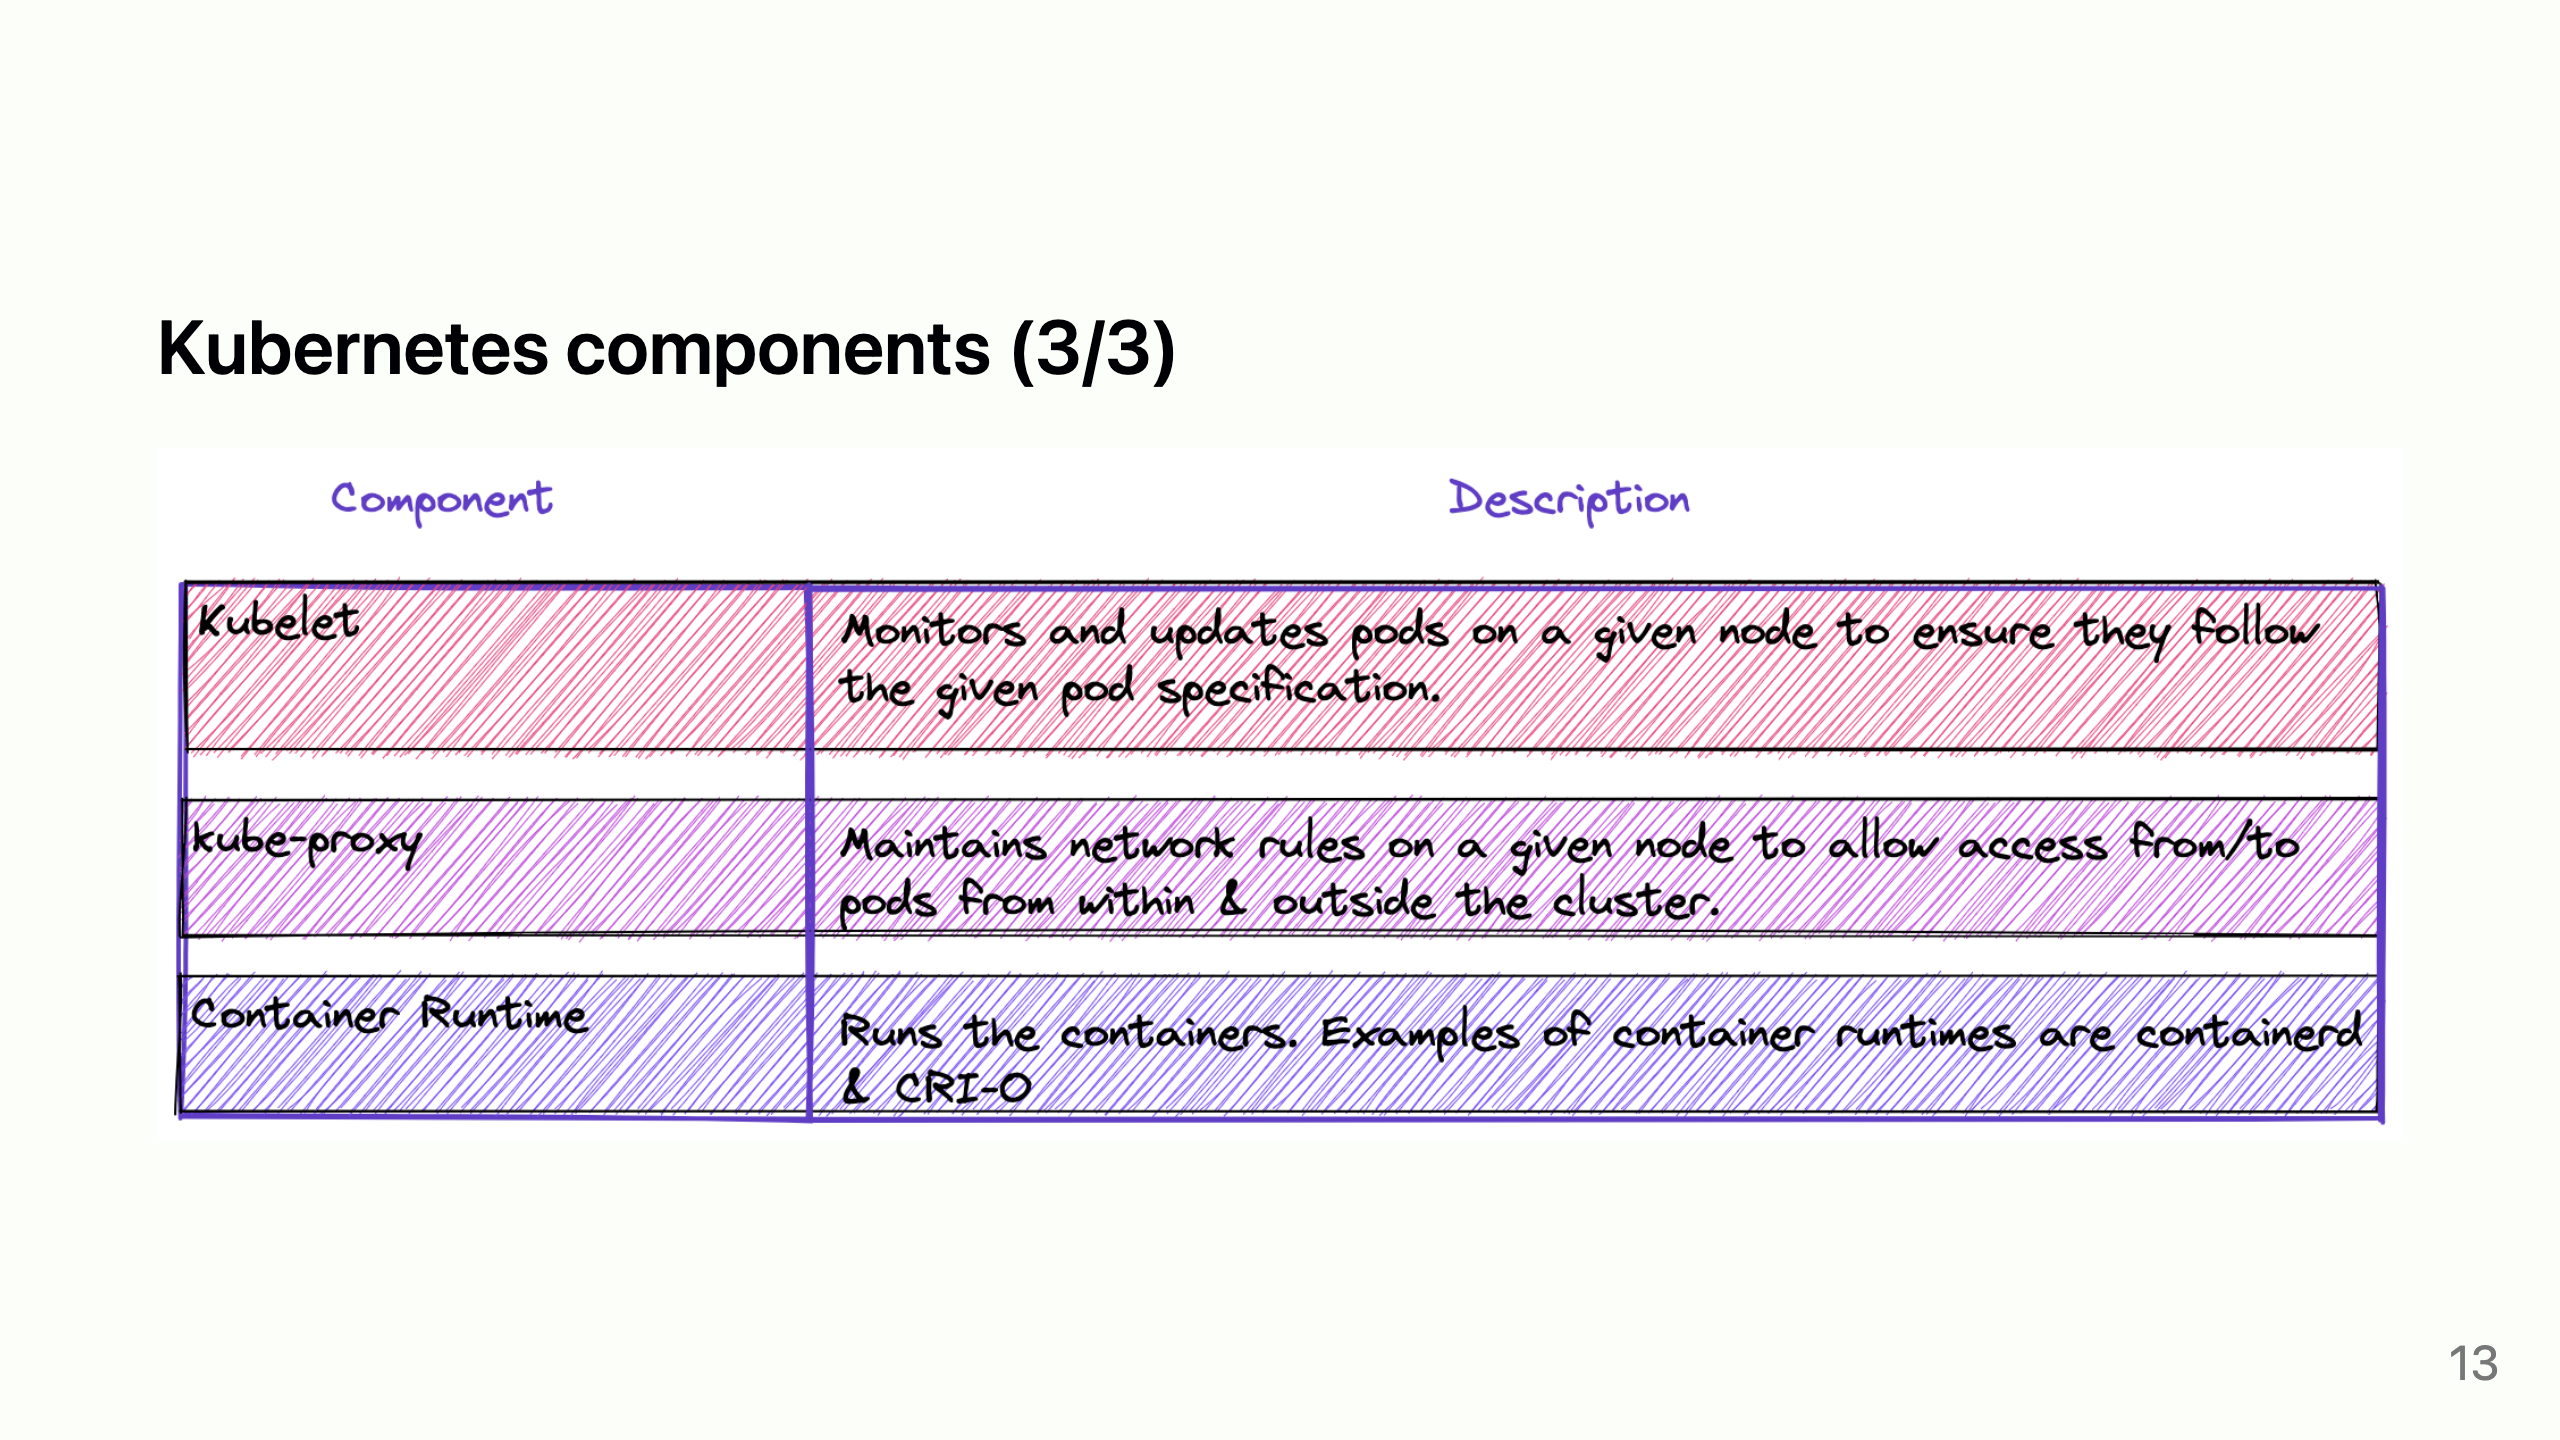 Kubernetes components (3/3)
Component
Description
Kubelet
Monitors and updates pods on a given node to ensure they follow
the given pod specification.
kube-proxy
Maintains network rules on a given node to allow access from/to
pods from within & outside the cluster.
Container Runtime
Runs the containers. Examples of container runtimes are containerd
& CRI-O
13